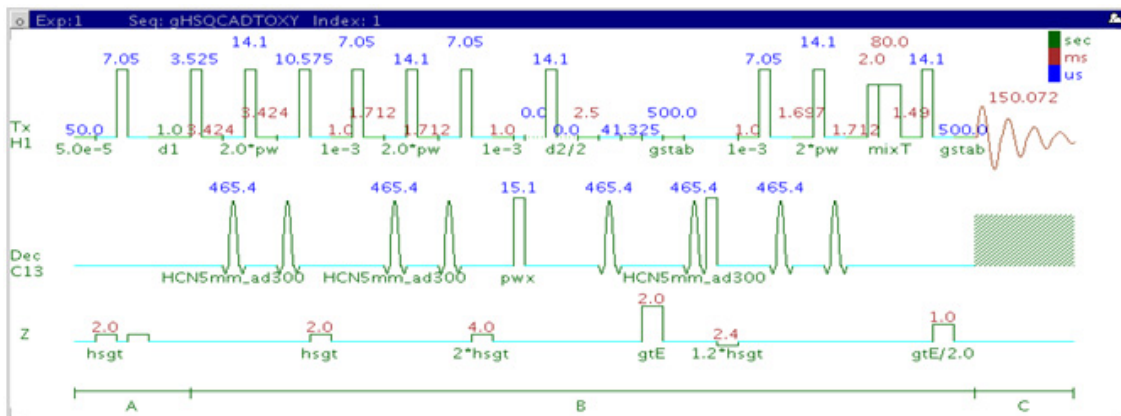 Exp:1 Seq: gHSQCADTOXY Index: 1
14.1 7.05 7.05 14.1 80.0 sec
7.05 3.525 10.575 14.1 14.1 7.05 2.0 14.1 ms
us
3.424 1.712 0.0 2.5 500.0 1.697 1.49 150.072
Tx 50.0 1.0 3.424 1.0 1.712 1.0 0.0 41.325 1.0 1.712 500.0
H1 5.0e-5 d1 2.0*pw 1e-3 2.0*pw 1e-3 d2/2 gstab 1e-3 2*pw mixT gstab
465.4 465.4 15.1 465.4 465.4 465.4
Dec
C13 HCN5mm_ad300 HCN5mm_ad300 pwx HCN5mm_ad300
2.0 2.0 4.0 2.0 2.4 1.0
Z hsgt hsgt 2*hsgt gtE 1.2*hsgt gtE/2.0
A B C